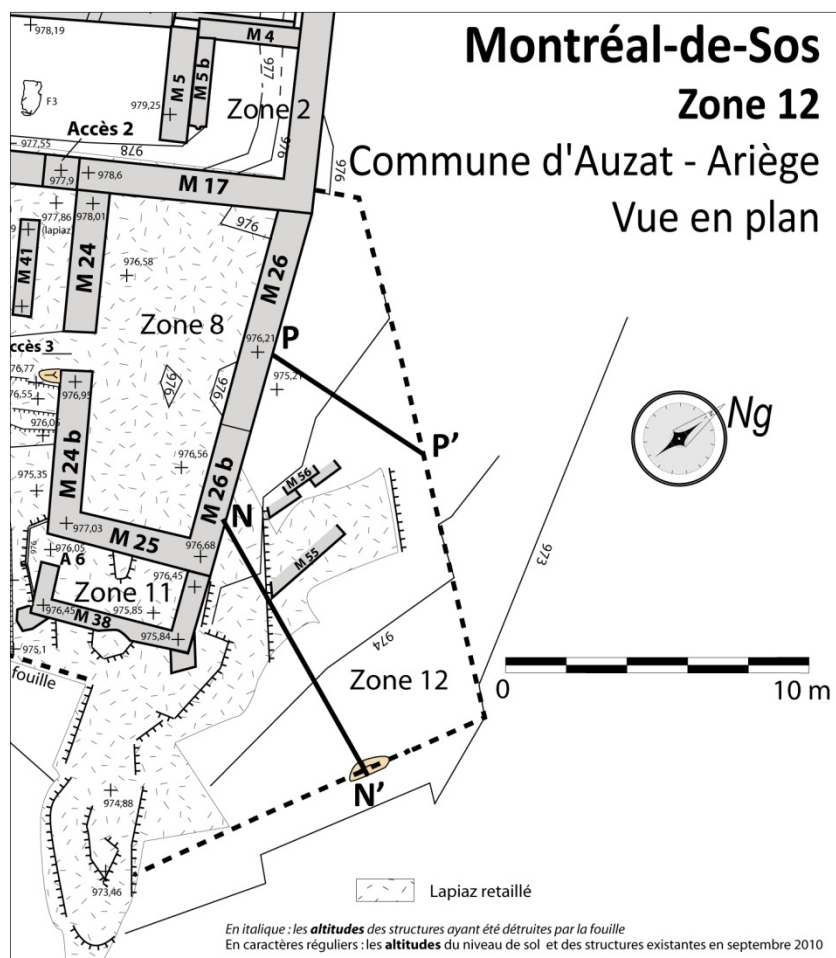 Montréal-de-Sos
Zone 12
Commune d'Auzat - Ariège
Vue en plan
978,19
M 4
M 5
M 5 b
977
F3
979,25
Zone 2
Accès 2
977,55
978
976
976
977,9
978,6
M 17
977,86
(lapiaz)
978,01
976
M 41
M 24
976,58
M 26
Zone 8
976,21
P
ccès 3
976,77
975,21
976,55
976,95
976
976
Ng
976,05
P'
976,56
M 24 b
M 26 b
975,35
M 56
N
977,03
M 25
976
976,05
976,68
M 55
973
A 6
976,45
Zone 11
976,45
975,85
M 38
975,84
974
975,1
fouille
Zone 12
0
10 m
N'
974,88
973,46
Lapiaz retaillé
En italique : les altitudes des structures ayant été détruites par la fouille
En caractères réguliers : les altitudes du niveau de sol et des structures existantes en septembre 2010